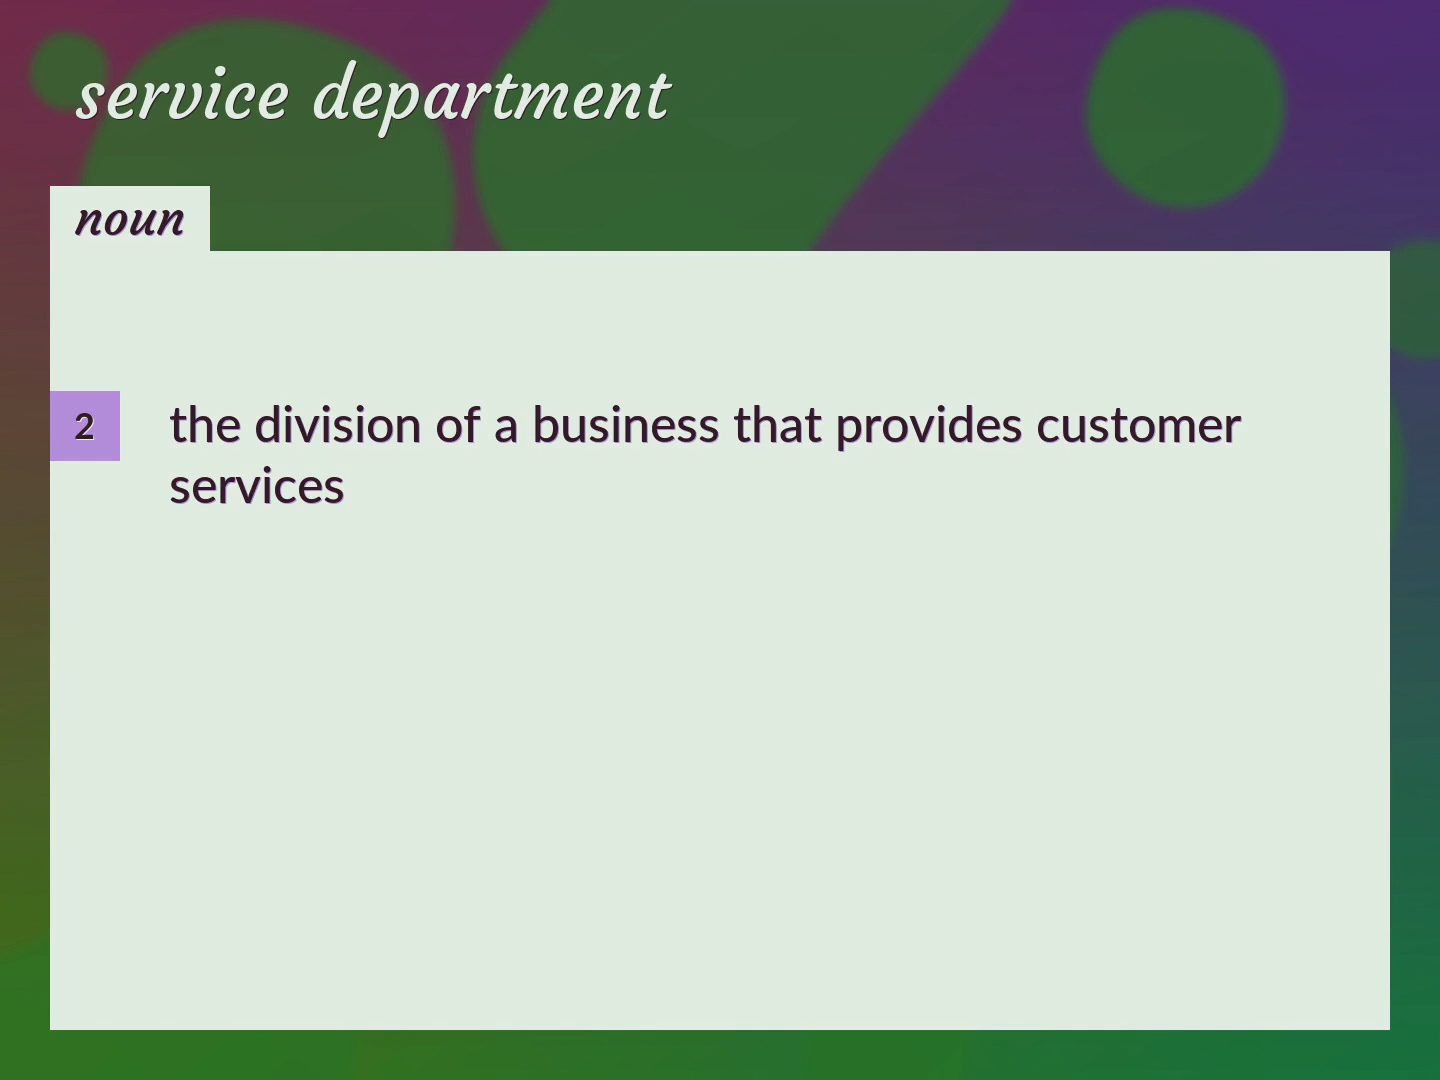 service department
noun
2
the division of a business that provides customer
services